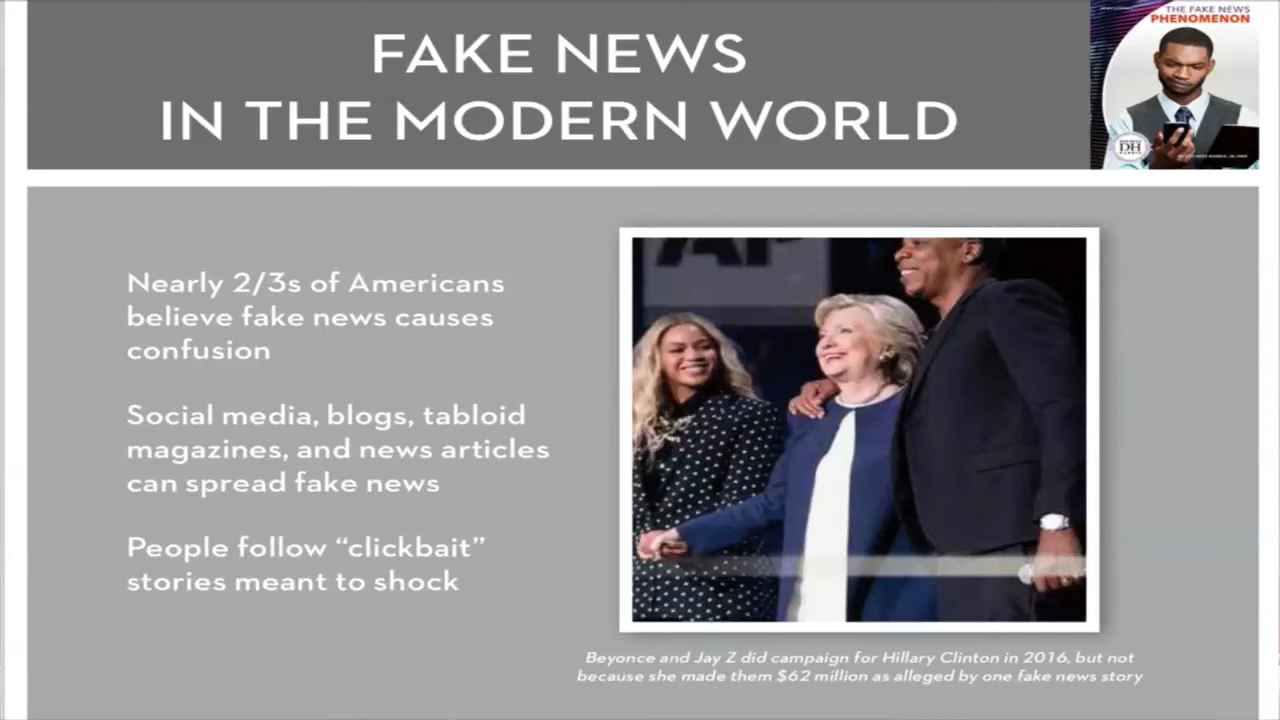 FAKE NEWS
IN THE MODERN WORLD
THE FAKE NEWS
PHENOMENON
DH
Nearly 2/3s of Americans
believe fake news causes
confusion
Social media, blogs, tabloid
magazines, and news articles
can spread fake news
People follow “clickbait”
stories meant to shock
Beyonce and Jay Z did campaign for Hillary Clinton in 2016, but not
because she made them $62 million as alleged by one fake news story